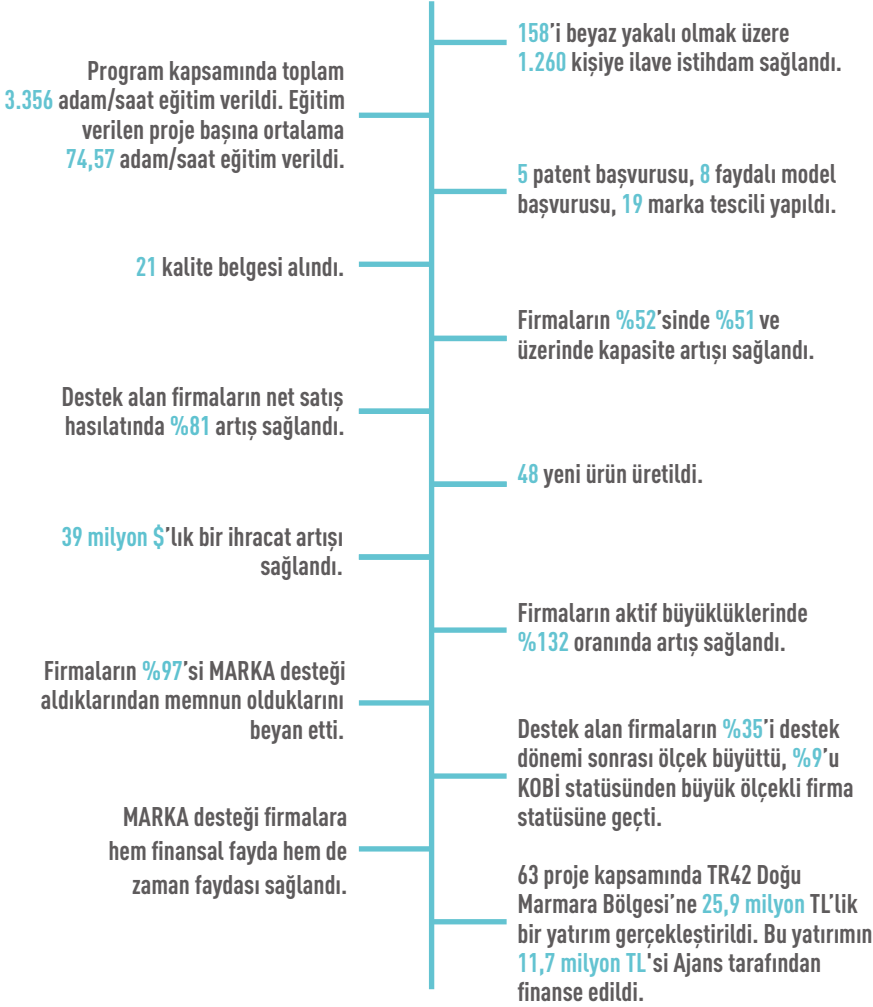 158'i beyaz yakalı olmak üzere
1.260 kişiye ilave istihdam sağlandı.
Program kapsamında toplam
3.356 adam/saat eğitim verildi. Eğitim
verilen proje başına ortalama
74,57 adam/saat eğitim verildi.
5 patent başvurusu, 8 faydalı model
başvurusu, 19 marka tescili yapıldı.
21 kalite belgesi alındı.
Firmaların %52'sinde %51 ve
üzerinde kapasite artışı sağlandı.
Destek alan firmaların net satış
hasılatında %81 artış sağlandı.
48 yeni ürün üretildi.
39 milyon $'lık bir ihracat artışı
sağlandı.
Firmaların aktif büyüklüklerinde
%132 oranında artış sağlandı.
Firmaların %97'si MARKA desteği
aldıklarından memnun olduklarını
beyan etti.
Destek alan firmaların %35'i destek
dönemi sonrası ölçek büyüttü, %9'u
KOBİ statüsünden büyük ölçekli firma
statüsüne geçti.
MARKA desteği firmalara
hem finansal fayda hem de
zaman faydası sağlandı.
63 proje kapsamında TR42 Doğu
Marmara Bölgesi'ne 25,9 milyon TL'lik
bir yatırım gerçekleştirildi. Bu yatırımın
11,7 milyon TL'si Ajans tarafından
finanse edildi.